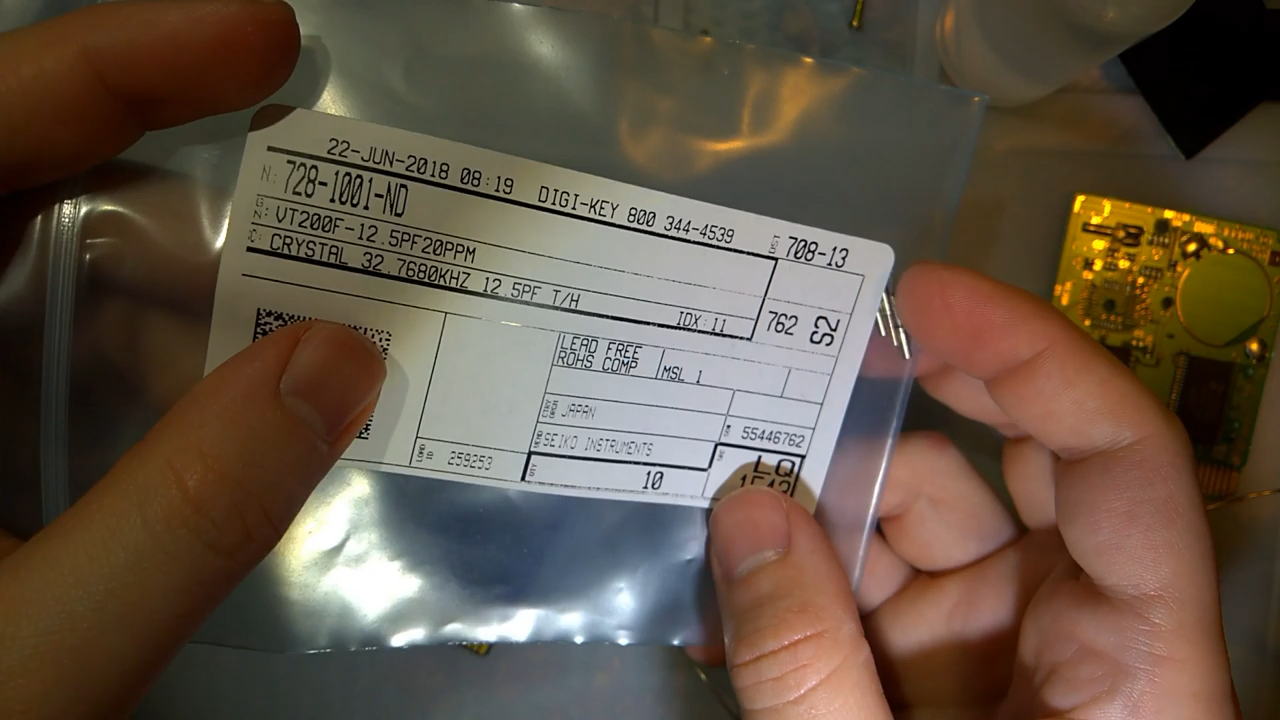 22-JUN-2018 08:19 DIGI-KEY 800 344-4539
708-13
N: 728-1001-ND
VT200F-12.5PF20PPM
CRYSTAL 32.7680KHZ 12.5PF T/H
IDX:11
762
S2
LEAD FREE
ROHS COMP
MSL 1
JAPAN
55446762
SEIKO INSTRUMENTS
259253
10
LQ